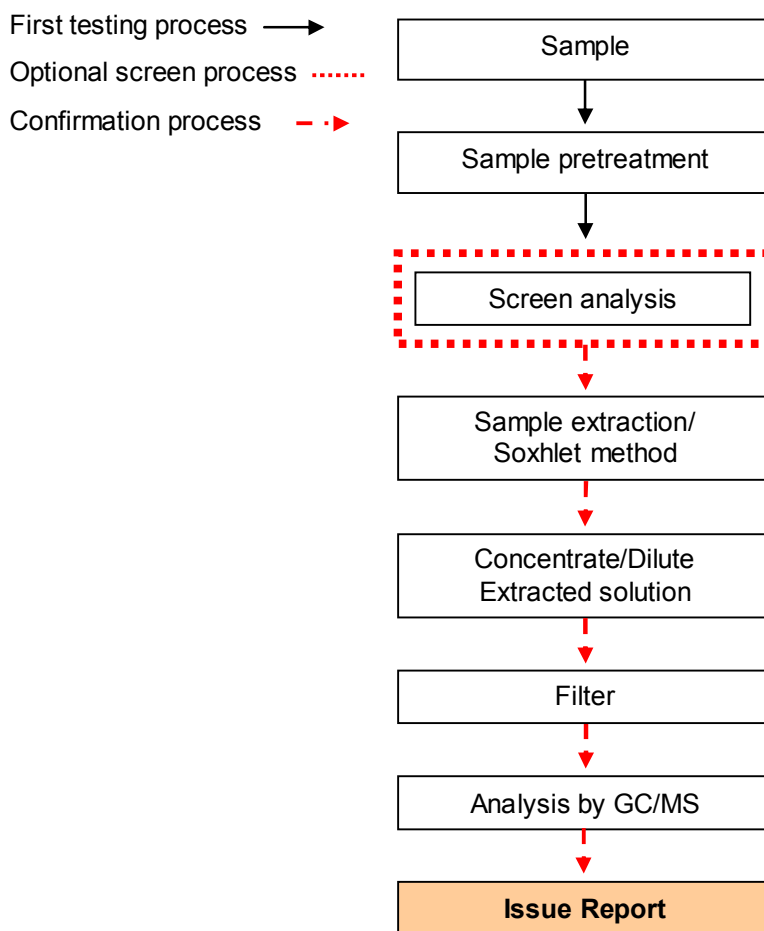 First testing process
Optional screen process
Confirmation process
Sample
Sample pretreatment
Screen analysis
Sample extraction/
Soxhlet method
Concentrate/Dilute
Extracted solution
Filter
Analysis by GC/MS
Issue Report